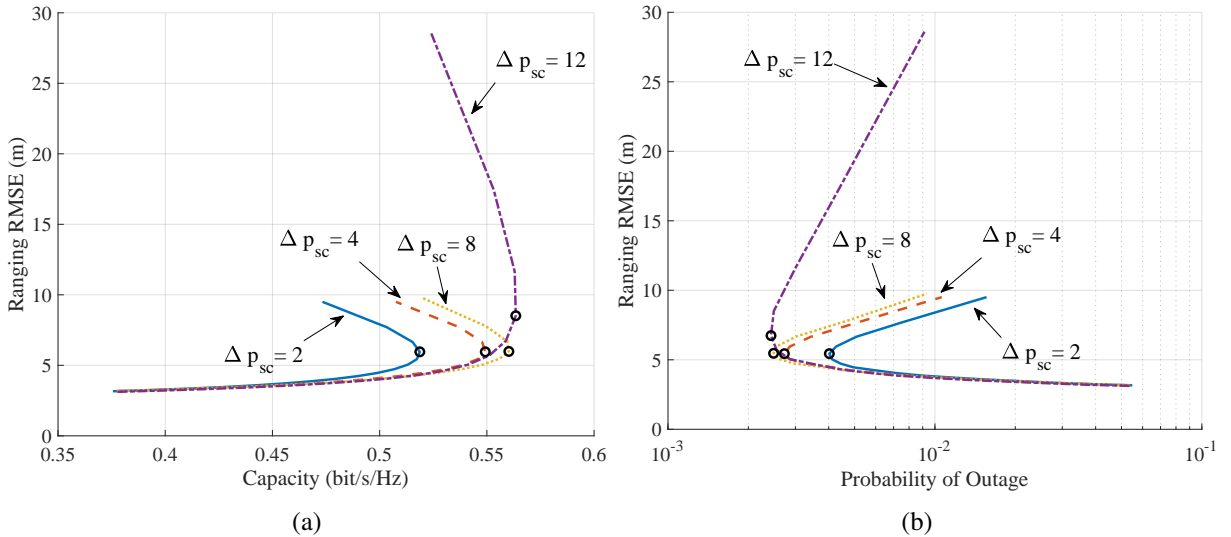 30
25
20
15
10
5
0
Ranging RMSE (m)
Δ p_sc= 12
Δ p_sc= 4
Δ p_sc= 8
Δ p_sc= 2
0.35
0.4
0.45
0.5
0.55
0.6
Capacity (bit/s/Hz)
(a)
30
25
20
15
10
5
0
Ranging RMSE (m)
Δ p_sc= 12
Δ p_sc= 8
Δ p_sc= 4
Δ p_sc= 2
10^-3
10^-2
10^-1
Probability of Outage
(b)